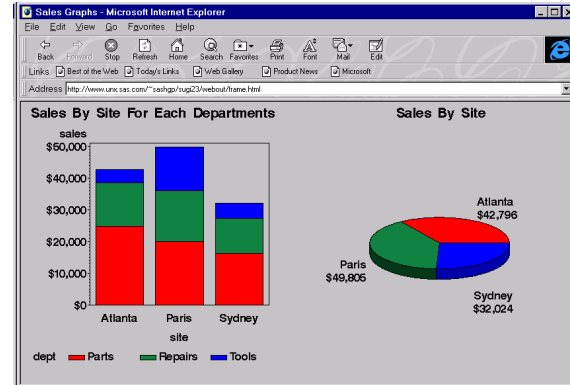 Sales Graphs - Microsoft Internet Explorer
File Edit View Go Favorites Help
Back Forward Stop Refresh Home Search Favorites Print Font Mail Edit
Links Best of the Web Today's Links Web Gallery Product News Microsoft
Address http://www.unx.sas.com/~sashgp/sugi23/webout/frame.html
Sales By Site For Each Departments
sales
$50,000
$40,000
$30,000
$20,000
$10,000
$0
Atlanta Paris Sydney
site
dept Parts Repairs Tools
Sales By Site
Atlanta
$42,796
Paris
$49,805
Sydney
$32,024